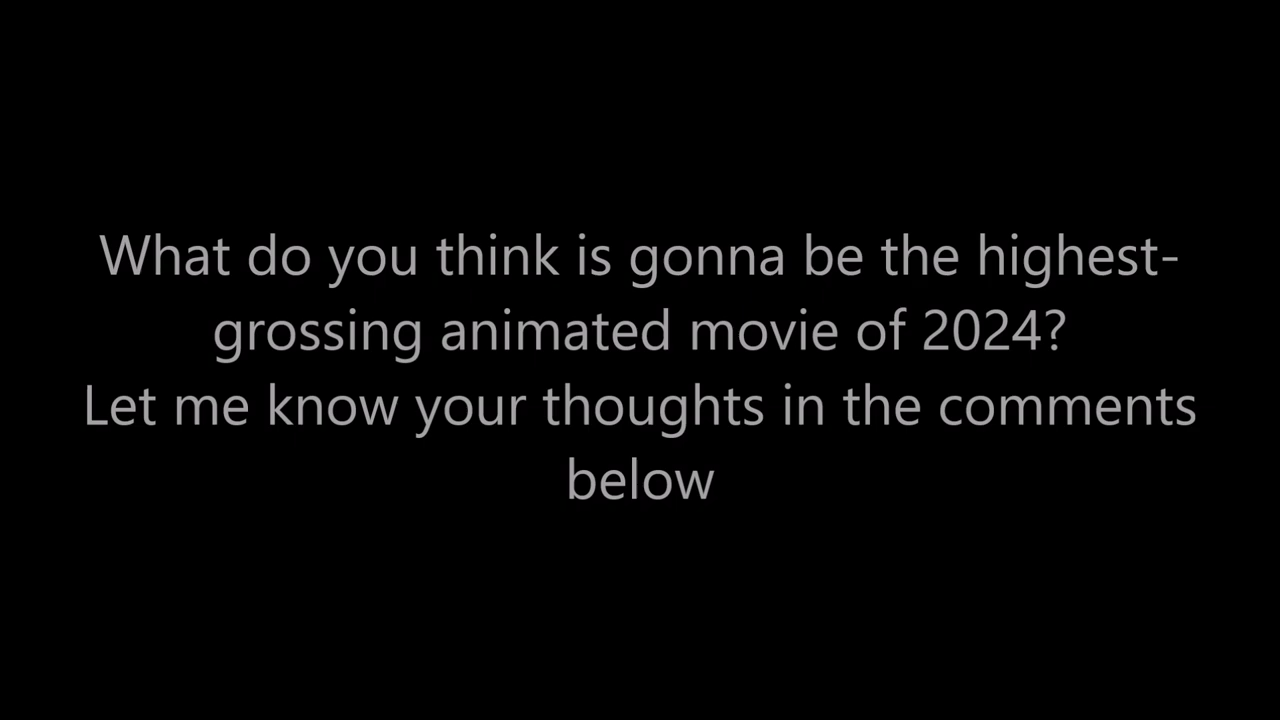 What do you think is gonna be the highest-
grossing animated movie of 2024?
Let me know your thoughts in the comments
below